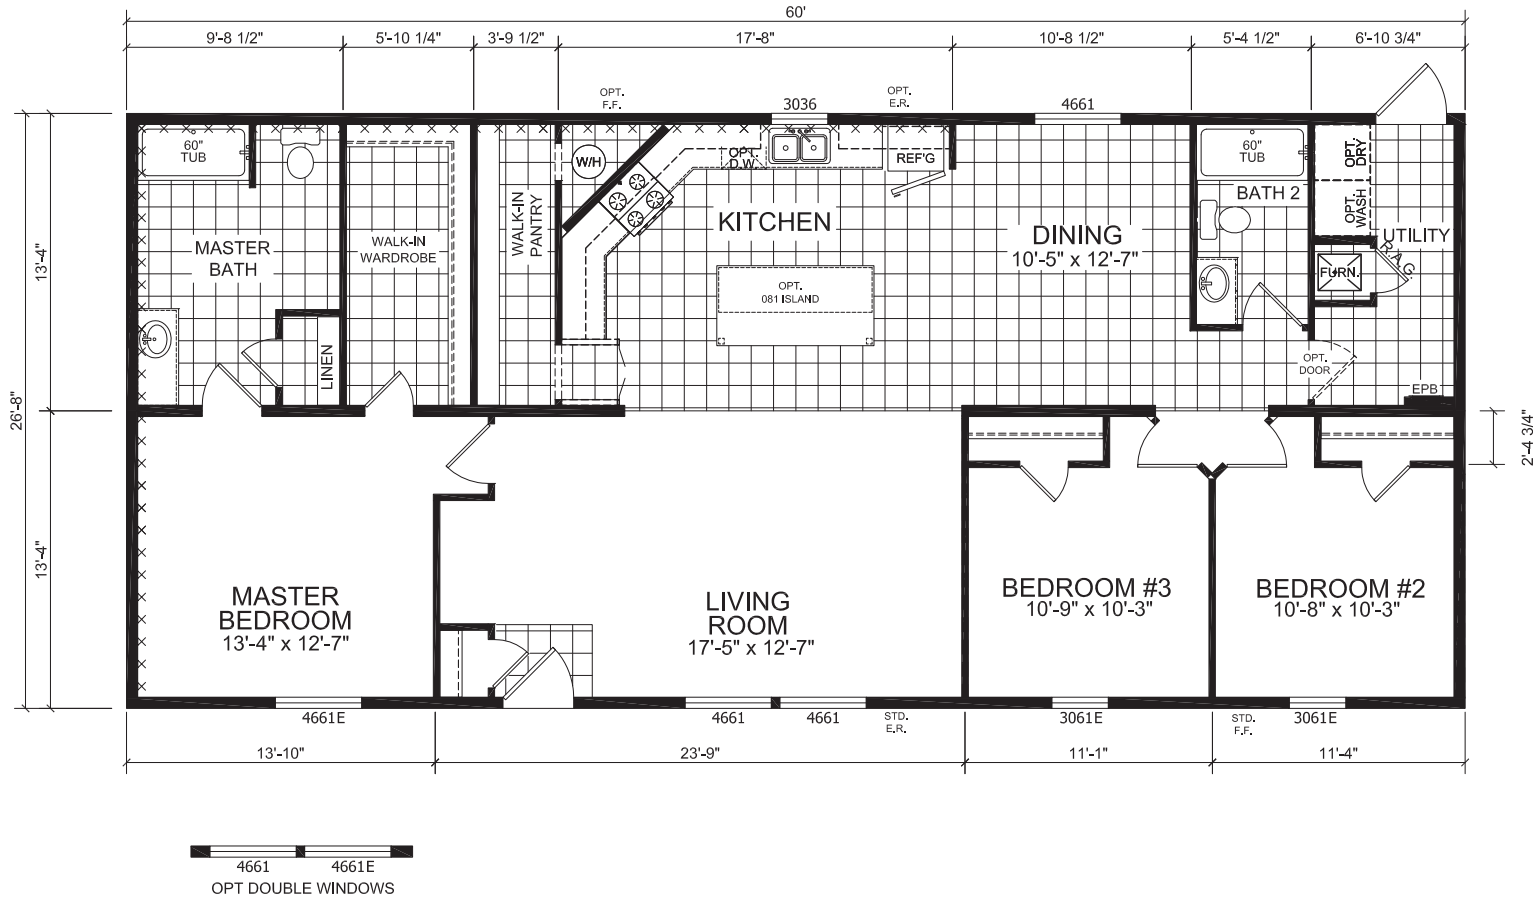 60'
9'-8 1/2"
5'-10 1/4"
3'-9 1/2"
17'-8"
10'-8 1/2"
5'-4 1/2"
6'-10 3/4"
OPT.
F.F.
3036
OPT.
E.R.
4661
60"
TUB
W/H
OPT.
D.W.
REF'G
60"
TUB
OPT.
DRY
OPT.
WASH
BATH 2
WALK-IN
PANTRY
KITCHEN
DINING
10'-5" x 12'-7"
UTILITY
R.A.G.
FURN.
MASTER
BATH
WALK-IN
WARDROBE
OPT.
081 ISLAND
LINEN
OPT.
DOOR
EPB
13'-4"
26'-8"
13'-4"
2'-4 3/4"
MASTER
BEDROOM
13'-4" x 12'-7"
LIVING
ROOM
17'-5" x 12'-7"
BEDROOM #3
10'-9" x 10'-3"
BEDROOM #2
10'-8" x 10'-3"
4661E
4661
4661
STD.
E.R.
3061E
STD.
F.F.
3061E
13'-10"
23'-9"
11'-1"
11'-4"
4661
4661E
OPT DOUBLE WINDOWS